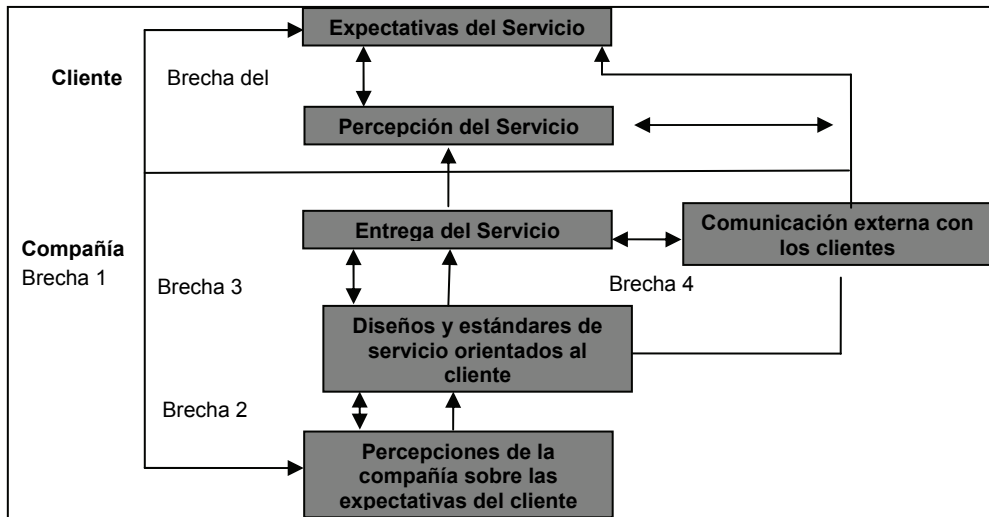 Expectativas del Servicio
Cliente
Brecha del
Percepción del Servicio
Entrega del Servicio
Comunicación externa con
los clientes
Compañía
Brecha 1
Brecha 3
Brecha 4
Diseños y estándares de
servicio orientados al
cliente
Brecha 2
Percepciones de la
compañía sobre las
expectativas del cliente